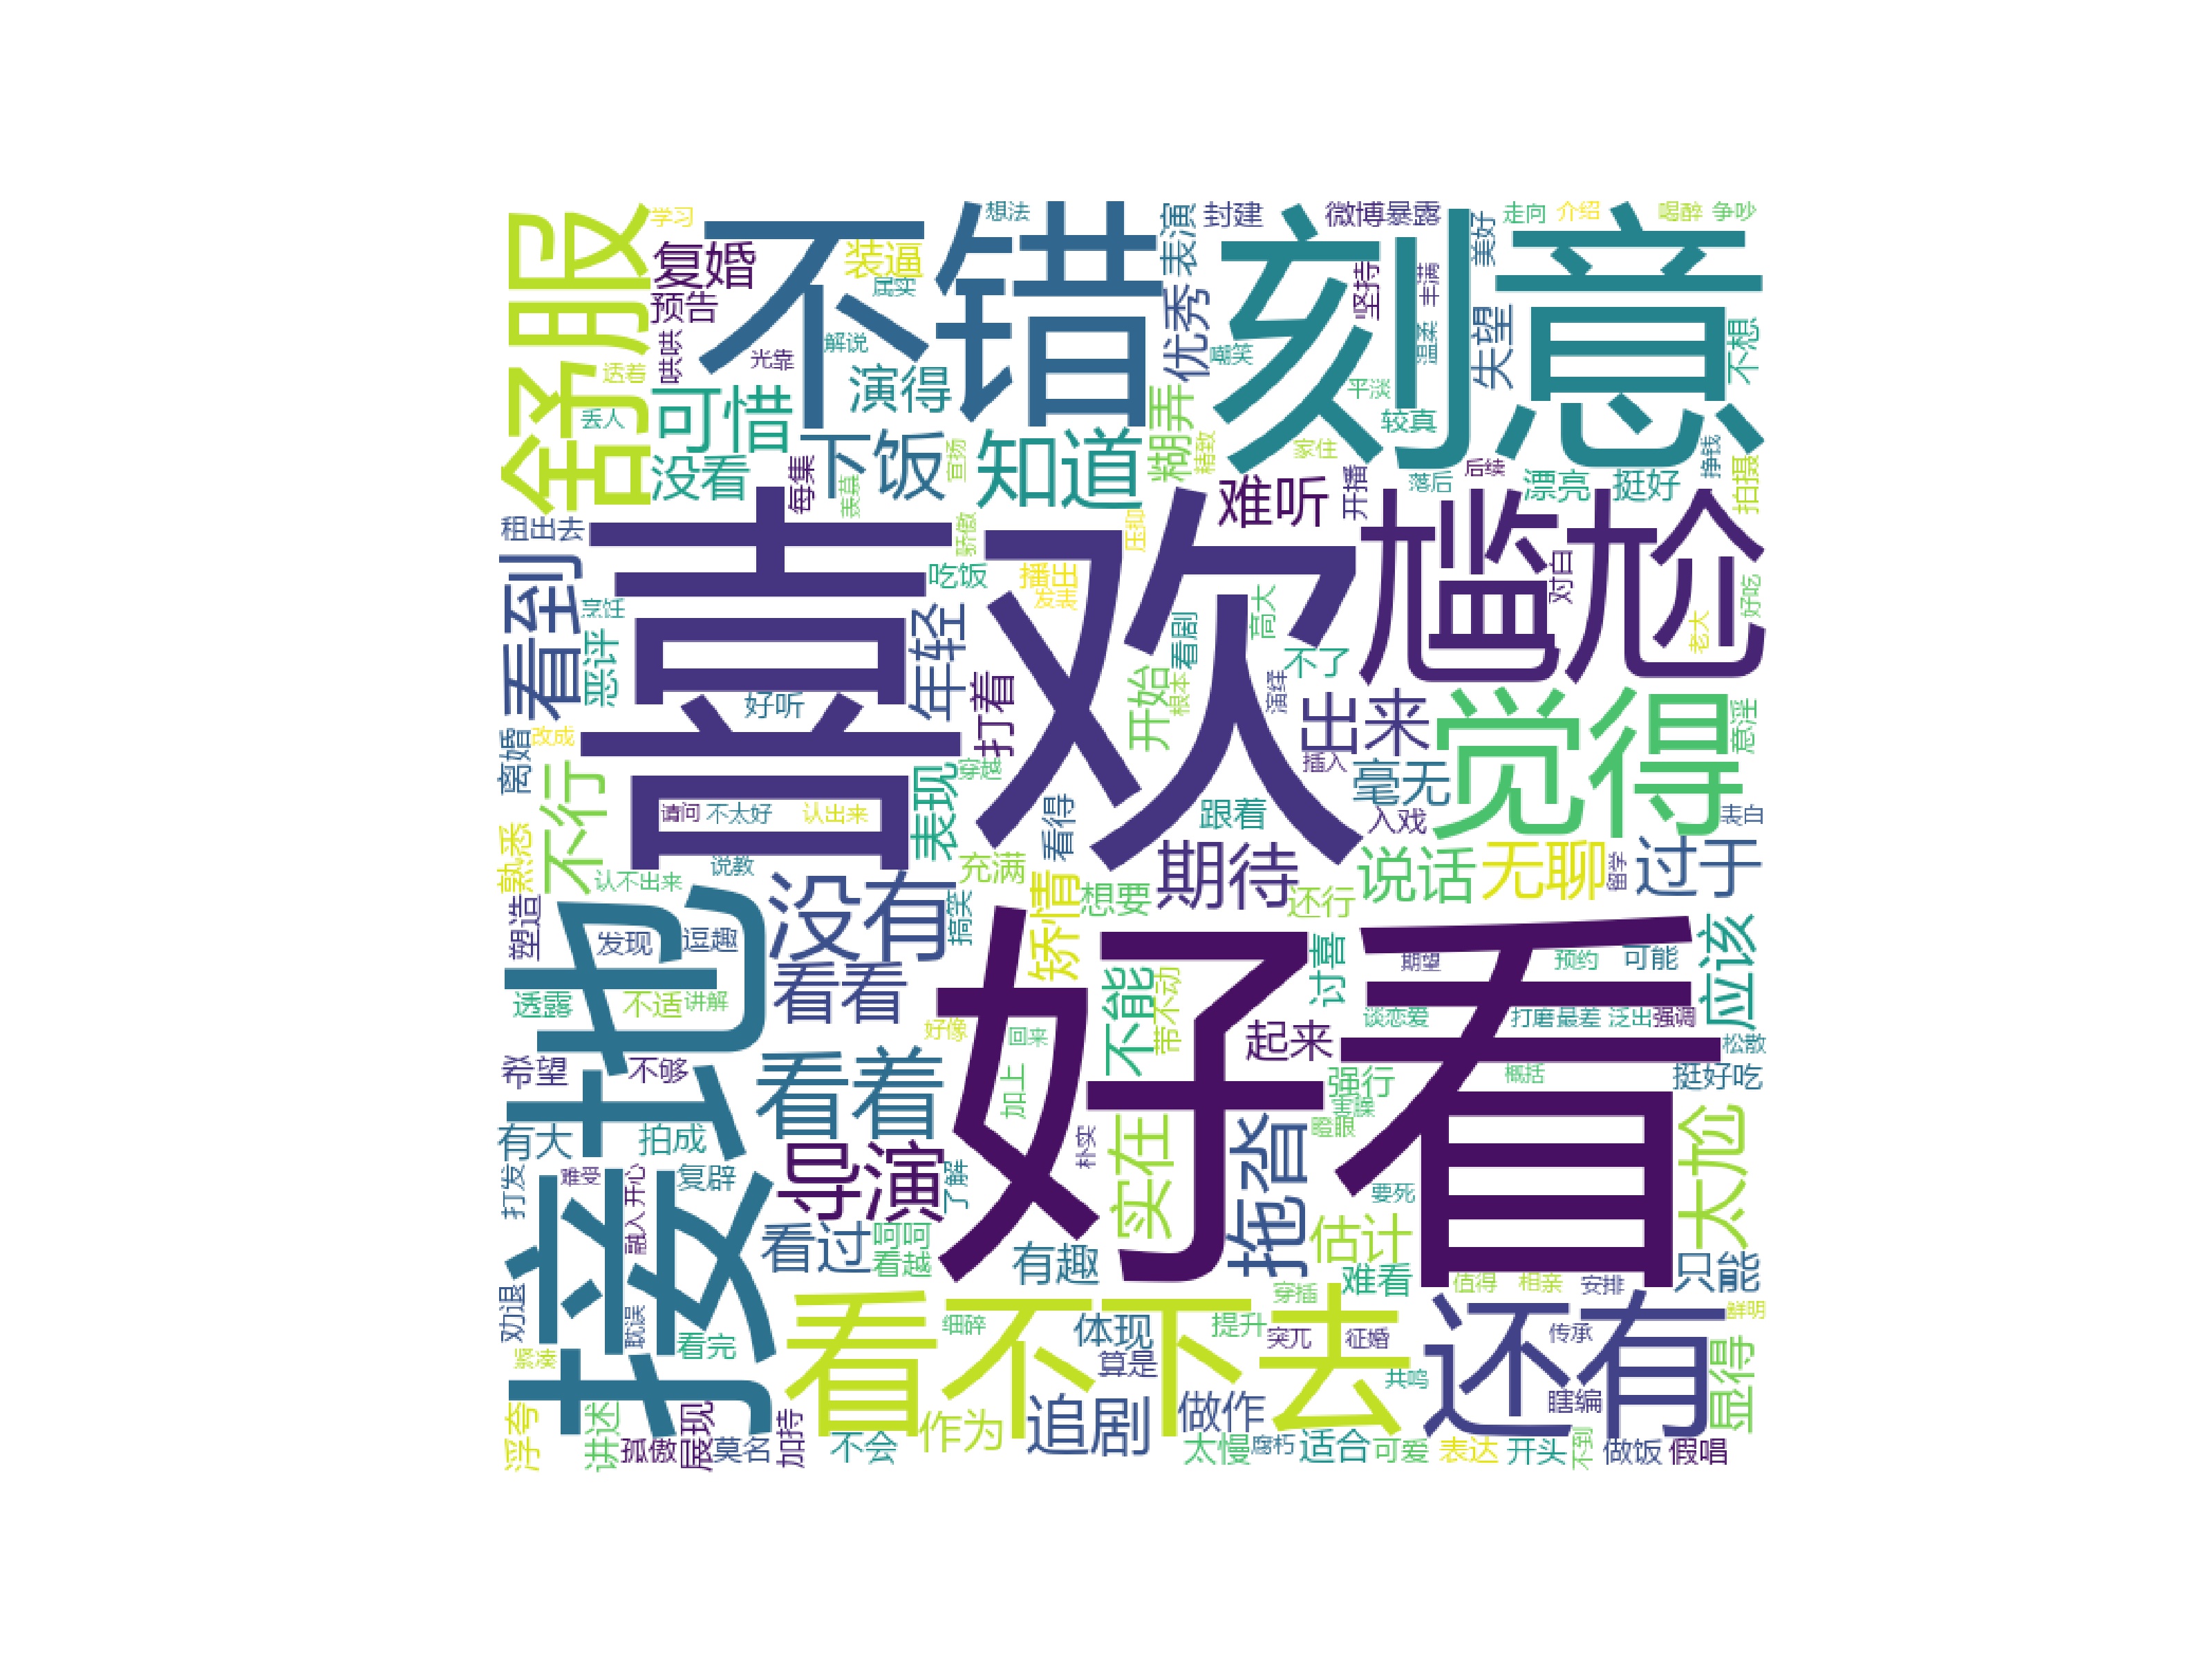 舒服
学习
不错
想法
表演
封建
微博
暴露
刻意
走向
介绍
喝醉
争吵
复婚
装逼
属实
优秀
坚持
丰满
美好
预告
哄哄
光靠
解说
嘲笑
温柔
失望
不想
透着
丢人
可惜
演得
平淡
较真
没看
每集
下饭
羡慕
知道
宣扬
糊弄
精致
难听
家住
开播
落后
后续
漂亮
挺好
挣钱
拍摄
租出去
看到
喜欢
吃饭
骄傲
播出
发表
压抑
尴尬
对白
老大
好吃
烹饪
恶评
好听
年轻
打着
开始
看剧
根本
高大
不了
演绎
出来
插入
觉得
意淫
离婚
改成
不行
请问
不太好
认出来
表现
穿越
看得
跟着
毫无
入戏
表白
熟悉
认不出来
说教
没有
充满
搞笑
矫情
想要
期待
还行
说话
无聊
留学
过于
塑造
发现
逗趣
接地
看看
好看
不能
带不动
讨喜
期望
预约
可能
应该
透露
不适
讲解
好像
回来
起来
谈恋爱
打磨
最差
泛出
强调
松散
希望
不够
看着
加上
强行
害臊
瞪眼
概括
挺好吃
有大
拍成
导演
了解
朴实
实在
拖沓
要死
太尬
打发
难受
融入
开心
复辟
看过
呵呵
看越
有趣
估计
难看
值得
相亲
安排
只能
劝退
耽误
看完
看不下去
细碎
体现
提升
穿插
突兀
征婚
还有
传承
鲜明
紧凑
算是
共鸣
瞎编
显得
浮夸
讲述
孤傲
展现
莫名
加持
不会
作为
追剧
做作
太慢
腐朽
适合
可爱
表达
开头
不到
做饭
假唱